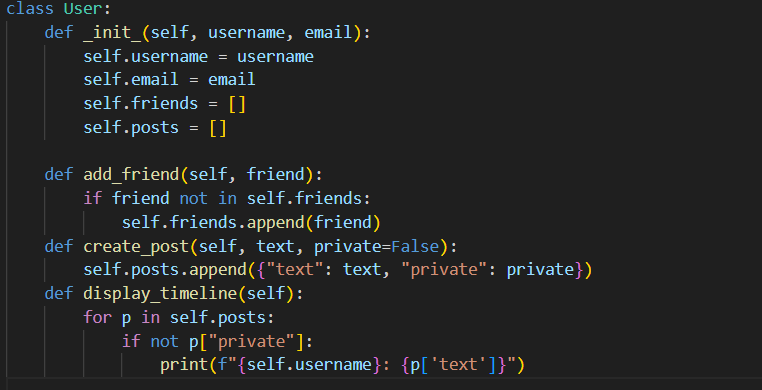 class User:
    def _init_(self, username, email):
        self.username = username
        self.email = email
        self.friends = []
        self.posts = []

    def add_friend(self, friend):
        if friend not in self.friends:
            self.friends.append(friend)
    def create_post(self, text, private=False):
        self.posts.append({"text": text, "private": private})
    def display_timeline(self):
        for p in self.posts:
            if not p["private"]:
                print(f"{self.username}: {p['text']}")